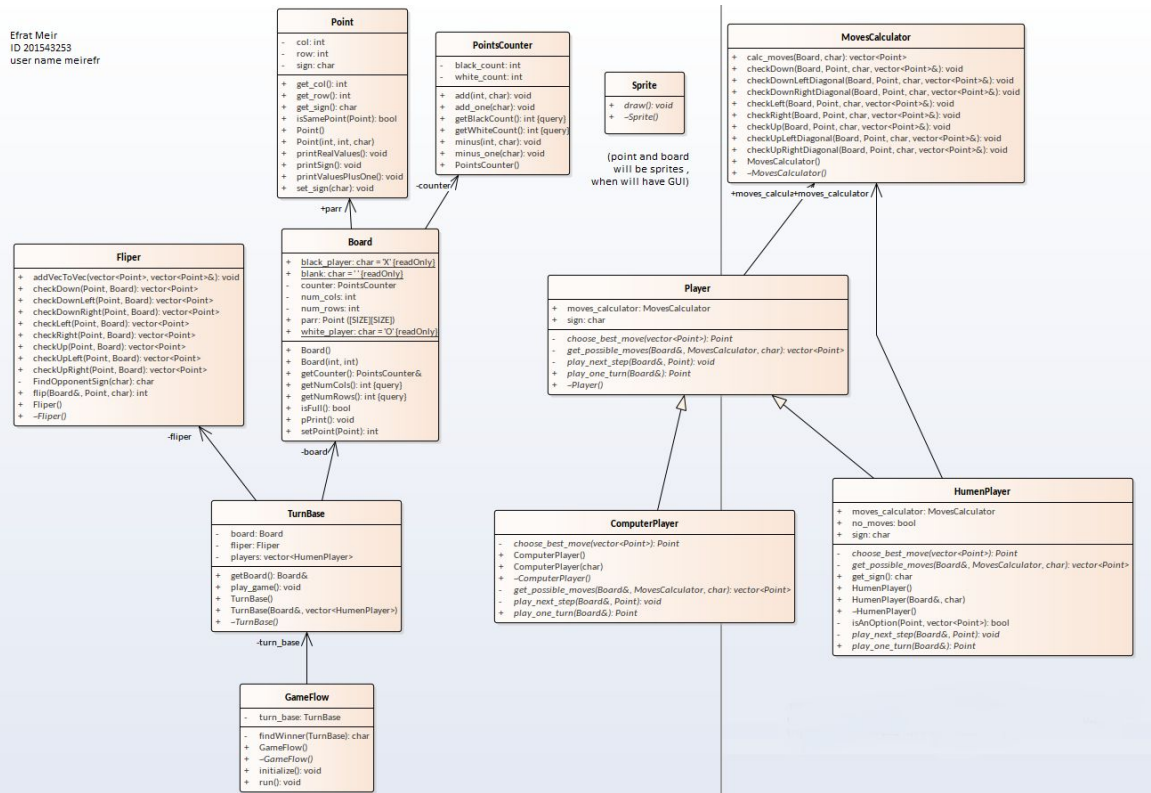 Efrat Meir
ID 201543253
user name meirefr
Point
- col: int
- row: int
- sign: char
+ get_col(): int
+ get_row(): int
+ get_sign(): char
+ isSamePoint(Point): bool
+ Point()
+ Point(int, int, char)
+ printRealValues(): void
+ printSign(): void
+ printValuesPlusOne(): void
+ set_sign(char): void
PointsCounter
- black_count: int
- white_count: int
+ add(int, char): void
+ add_one(char): void
+ getBlackCount(): int {query}
+ getWhiteCount(): int {query}
+ minus(int, char): void
+ minus_one(char): void
+ PointsCounter()
Sprite
+ draw(): void
+ ~Sprite()
(point and board
will be sprites ,
when will have GUI)
MovesCalculator
+ calc_moves(Board, char): vector<Point>
+ checkDown(Board, Point, char, vector<Point>&): void
+ checkDownLeftDiagonal(Board, Point, char, vector<Point>&): void
+ checkDownRightDiagonal(Board, Point, char, vector<Point>&): void
+ checkLeft(Board, Point, char, vector<Point>&): void
+ checkRight(Board, Point, char, vector<Point>&): void
+ checkUp(Board, Point, char, vector<Point>&): void
+ checkUpLeftDiagonal(Board, Point, char, vector<Point>&): void
+ checkUpRightDiagonal(Board, Point, char, vector<Point>&): void
+ MovesCalculator()
+ ~MovesCalculator()
+parr
-counter
+moves_calcula
+moves_calculator
Fliper
+ addVecToVec(vector<Point>, vector<Point>&): void
+ checkDown(Point, Board): vector<Point>
+ checkDownLeft(Point, Board): vector<Point>
+ checkDownRight(Point, Board): vector<Point>
+ checkLeft(Point, Board): vector<Point>
+ checkRight(Point, Board): vector<Point>
+ checkUp(Point, Board): vector<Point>
+ checkUpLeft(Point, Board): vector<Point>
+ checkUpRight(Point, Board): vector<Point>
- FindOpponentSign(char): char
+ flip(Board&, Point, char): int
+ Fliper()
+ ~Fliper()
Board
+ black_player: char = 'X' {readOnly}
+ blank: char = ' ' {readOnly}
- counter: PointsCounter
- num_cols: int
- num_rows: int
+ parr: Point ([SIZE][SIZE])
+ white_player: char = 'O' {readOnly}
+ Board()
+ Board(int, int)
+ getCounter(): PointsCounter&
+ getNumCols(): int {query}
+ getNumRows(): int {query}
+ isFull(): bool
+ pPrint(): void
+ setPoint(Point): int
Player
+ moves_calculator: MovesCalculator
+ sign: char
- choose_best_move(vector<Point>): Point
- get_possible_moves(Board&, MovesCalculator, char): vector<Point>
- play_next_step(Board&, Point): void
+ play_one_turn(Board&): Point
+ ~Player()
-fliper
-board
TurnBase
- board: Board
- fliper: Fliper
- players: vector<HumenPlayer>
+ getBoard(): Board&
+ play_game(): void
+ TurnBase()
+ TurnBase(Board&, vector<HumenPlayer>)
+ ~TurnBase()
ComputerPlayer
- choose_best_move(vector<Point>): Point
+ ComputerPlayer()
+ ComputerPlayer(char)
+ ~ComputerPlayer()
- get_possible_moves(Board&, MovesCalculator, char): vector<Point>
- play_next_step(Board&, Point): void
+ play_one_turn(Board&): Point
HumenPlayer
+ moves_calculator: MovesCalculator
+ no_moves: bool
+ sign: char
- choose_best_move(vector<Point>): Point
- get_possible_moves(Board&, MovesCalculator, char): vector<Point>
+ get_sign(): char
+ HumenPlayer()
+ HumenPlayer(Board&, char)
+ ~HumenPlayer()
- isAnOption(Point, vector<Point>): bool
- play_next_step(Board&, Point): void
+ play_one_turn(Board&): Point
-turn_base
GameFlow
- turn_base: TurnBase
- findWinner(TurnBase): char
+ GameFlow()
+ ~GameFlow()
+ initialize(): void
+ run(): void